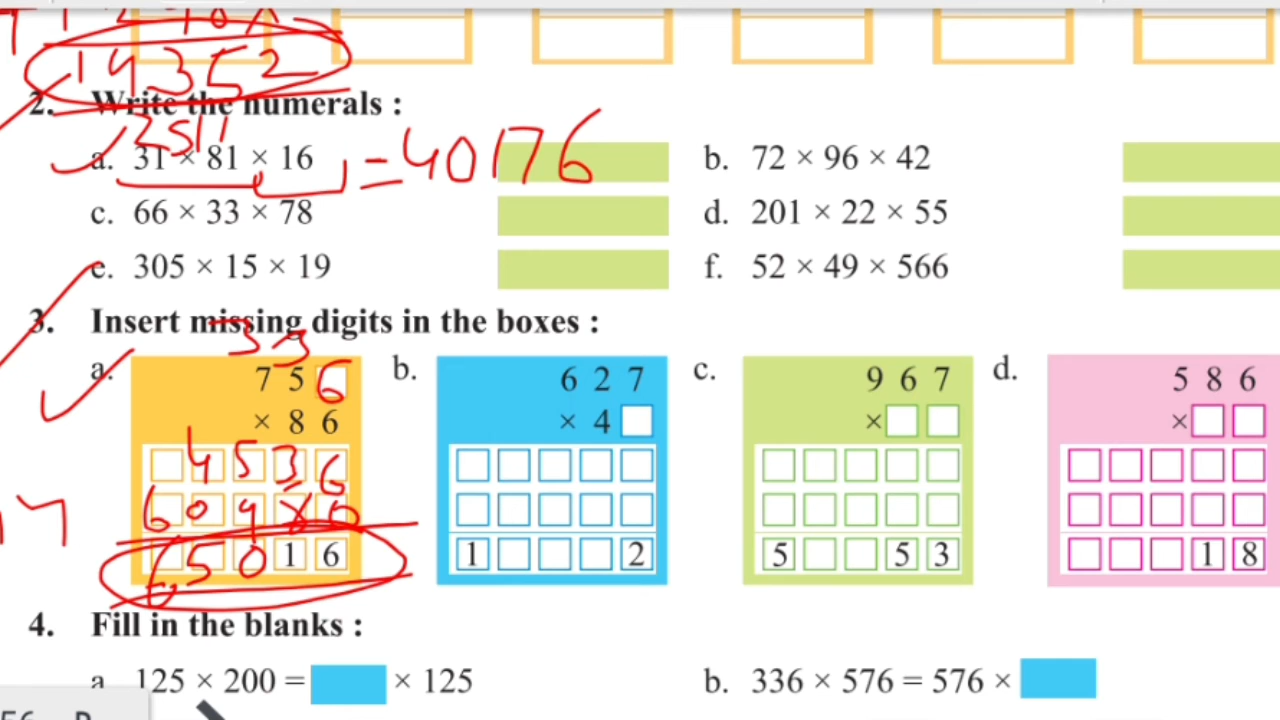 14352
2. Write the numerals :
2511
a. 31 × 81 × 16 = 40176
b. 72 × 96 × 42
c. 66 × 33 × 78
d. 201 × 22 × 55
e. 305 × 15 × 19
f. 52 × 49 × 566
3. Insert missing digits in the boxes :
3 3
a. 7 5 6
× 8 6
4 5 3 6
6 0 4 8 0
6 5 0 1 6
b. 6 2 7
× 4
1 2
c. 9 6 7
×
5 5 3
d. 5 8 6
×
1 8
4. Fill in the blanks :
a 125 × 200 = × 125
b. 336 × 576 = 576 ×